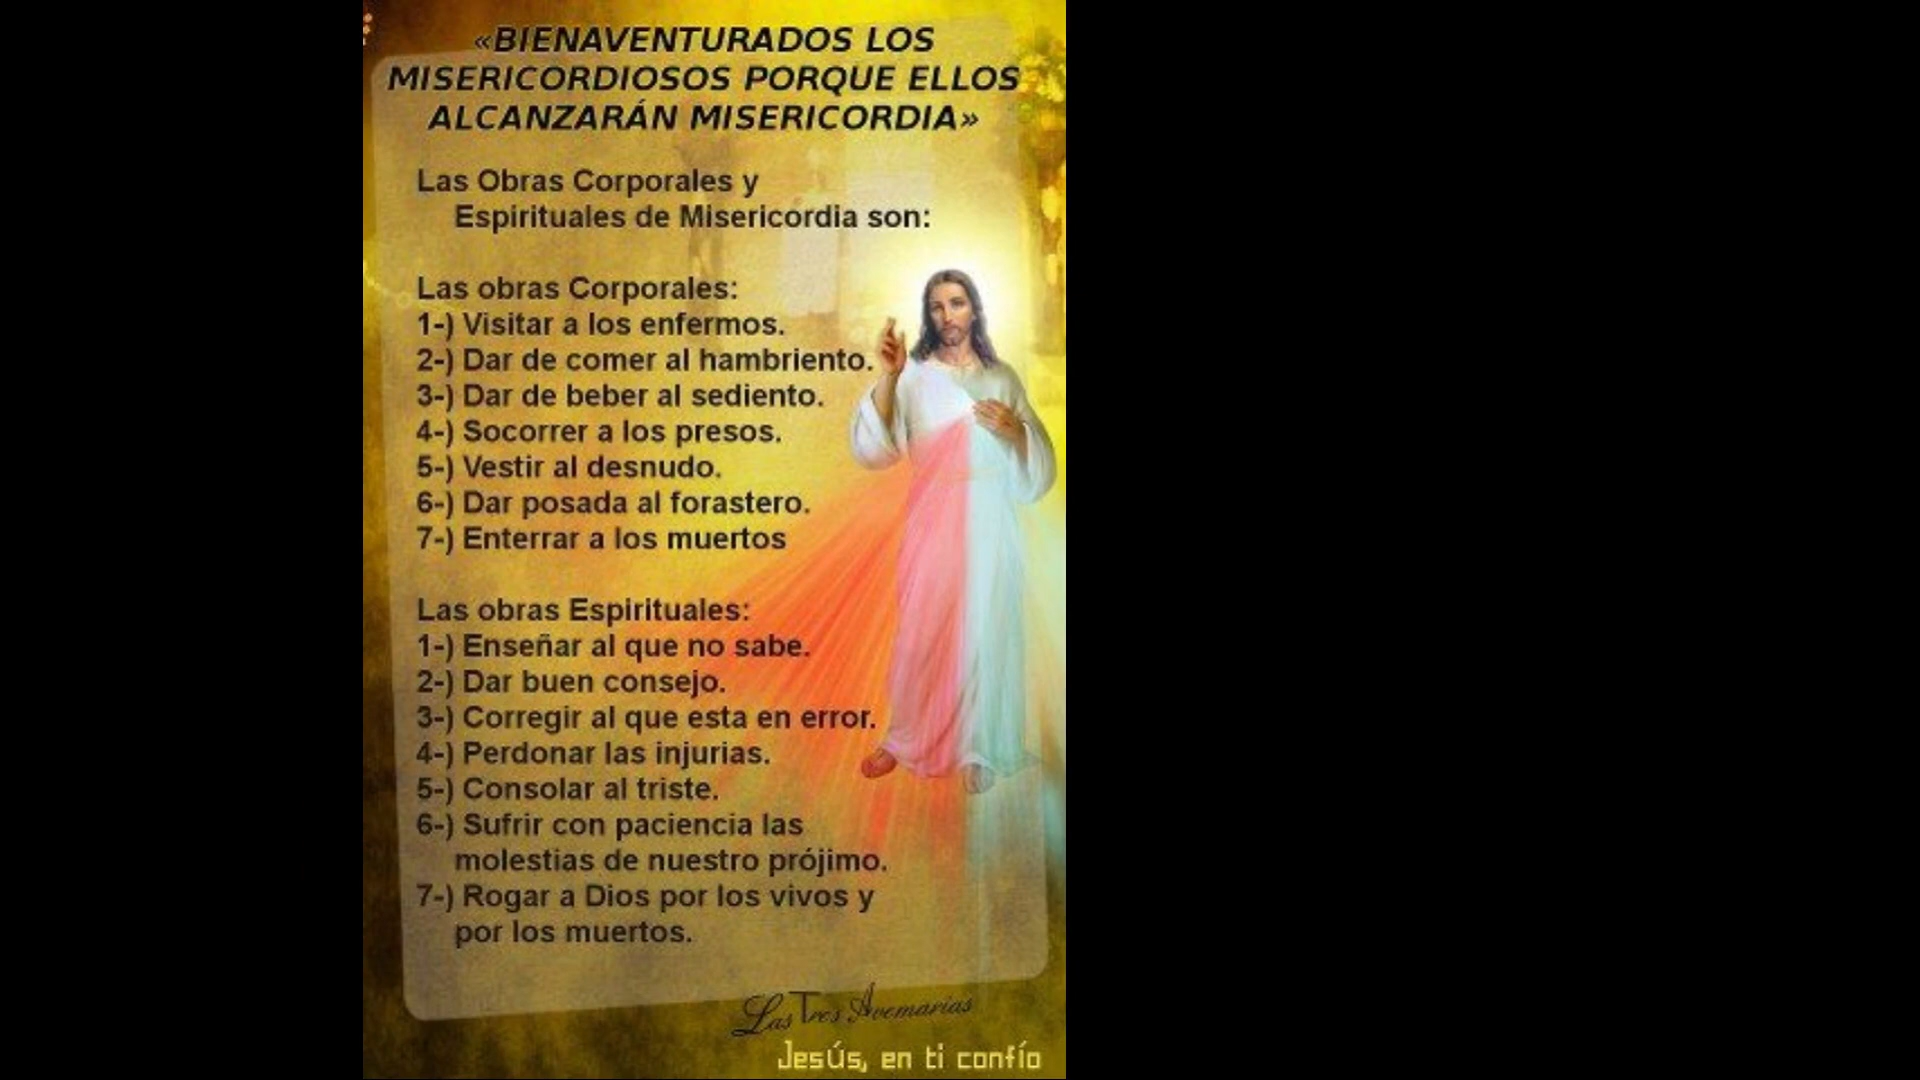 «BIENAVENTURADOS LOS
MISERICORDIOSOS PORQUE ELLOS
ALCANZARÁN MISERICORDIA»
Las Obras Corporales y
Espirituales de Misericordia son:
Las obras Corporales:
1-) Visitar a los enfermos.
2-) Dar de comer al hambriento.
3-) Dar de beber al sediento.
4-) Socorrer a los presos.
5-) Vestir al desnudo.
6-) Dar posada al forastero.
7-) Enterrar a los muertos
Las obras Espirituales:
1-) Enseñar al que no sabe.
2-) Dar buen consejo.
3-) Corregir al que esta en error.
4-) Perdonar las injurias.
5-) Consolar al triste.
6-) Sufrir con paciencia las
molestias de nuestro prójimo.
7-) Rogar a Dios por los vivos y
por los muertos.
Las Tres Avemarías
Jesús, en ti confío